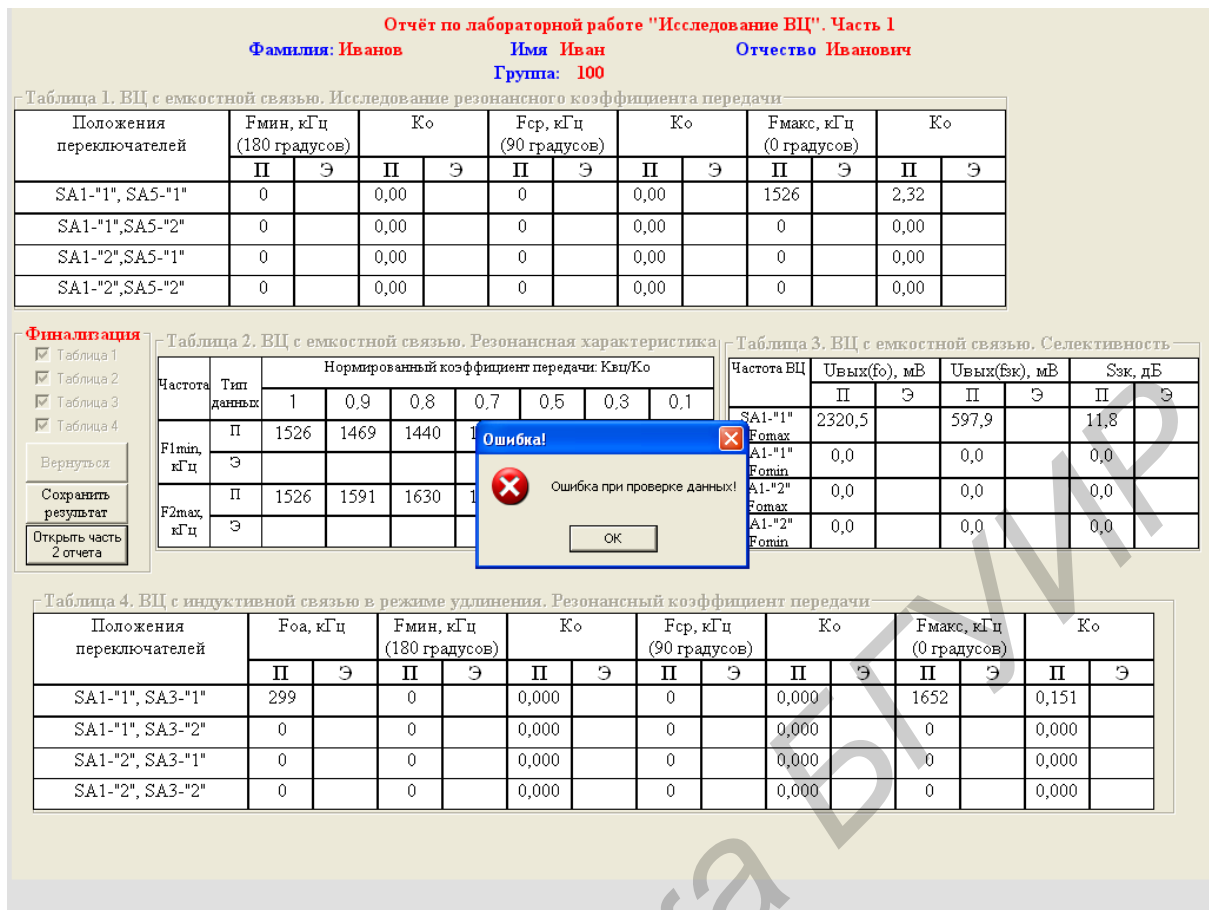 Отчёт по лабораторной работе "Исследование ВЦ". Часть 1
Фамилия: Иванов Имя Иван Отчество Иванович
Группа: 100
Таблица 1. ВЦ с емкостной связью. Исследование резонансного коэффициента передачи
Положения переключателей Fмин, кГц (180 градусов) Ко Fср, кГц (90 градусов) Ко Fмакс, кГц (0 градусов) Ко
П Э П Э П Э П Э П Э П Э
SA1-"1", SA5-"1" 0 0,00 0 0,00 1526 2,32
SA1-"1",SA5-"2" 0 0,00 0 0,00 0 0,00
SA1-"2",SA5-"1" 0 0,00 0 0,00 0 0,00
SA1-"2",SA5-"2" 0 0,00 0 0,00 0 0,00
Финализация
Таблица 1
Таблица 2
Таблица 3
Таблица 4
Вернуться
Сохранить результат
Открыть часть 2 отчета
Таблица 2. ВЦ с емкостной связью. Резонансная характеристика
Частота Тип данных Нормированный коэффициент передачи: Квц/Ко
1 0,9 0,8 0,7 0,5 0,3 0,1
F1min, кГц П 1526 1469 1440
Э
F2max, кГц П 1526 1591 1630
Э
Ошибка!
Ошибка при проверке данных!
OK
Таблица 3. ВЦ с емкостной связью. Селективность
Частота ВЦ Uвых(fo), мВ Uвых(fзк), мВ Sзк, дБ
П Э П Э П Э
SA1-"1" Fomax 2320,5 597,9 11,8
A1-"1" Fomin 0,0 0,0 0,0
A1-"2" Fomax 0,0 0,0 0,0
A1-"2" Fomin 0,0 0,0 0,0
Таблица 4. ВЦ с индуктивной связью в режиме удлинения. Резонансный коэффициент передачи
Положения переключателей Foa, кГц Fмин, кГц (180 градусов) Ко Fср, кГц (90 градусов) Ко Fмакс, кГц (0 градусов) Ко
П Э П Э П Э П Э П Э П Э П Э
SA1-"1", SA3-"1" 299 0 0,000 0 0,000 1652 0,151
SA1-"1", SA3-"2" 0 0 0,000 0 0,000 0 0,000
SA1-"2", SA3-"1" 0 0 0,000 0 0,000 0 0,000
SA1-"2", SA3-"2" 0 0 0,000 0 0,000 0 0,000
БГУИР